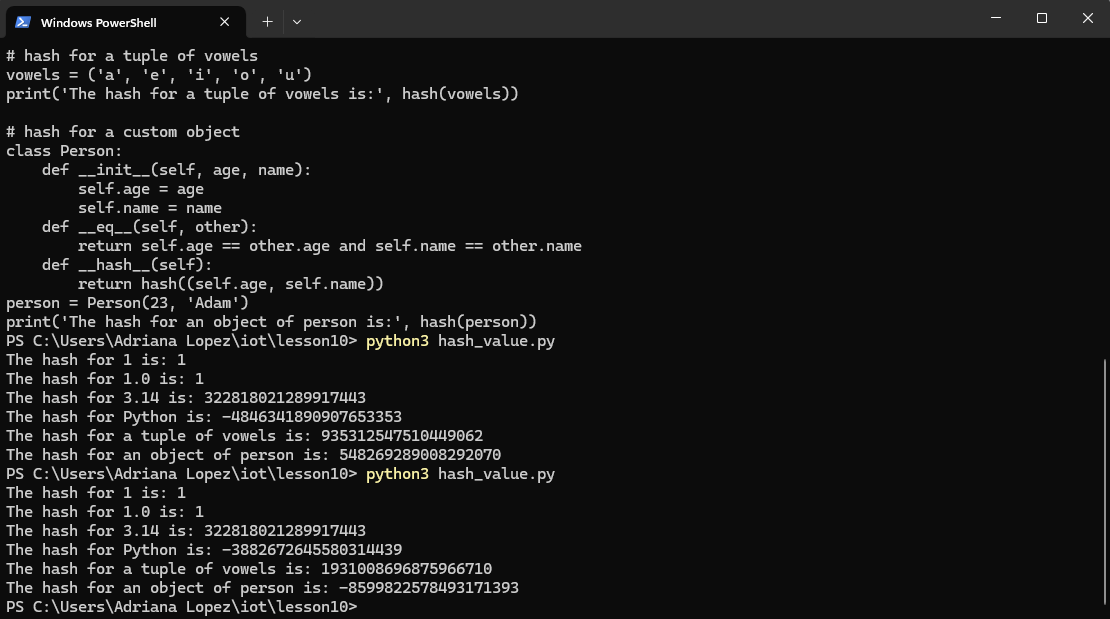 Windows PowerShell
# hash for a tuple of vowels
vowels = ('a', 'e', 'i', 'o', 'u')
print('The hash for a tuple of vowels is:', hash(vowels))

# hash for a custom object
class Person:
    def __init__(self, age, name):
        self.age = age
        self.name = name
    def __eq__(self, other):
        return self.age == other.age and self.name == other.name
    def __hash__(self):
        return hash((self.age, self.name))
person = Person(23, 'Adam')
print('The hash for an object of person is:', hash(person))
PS C:\Users\Adriana Lopez\iot\lesson10> python3 hash_value.py
The hash for 1 is: 1
The hash for 1.0 is: 1
The hash for 3.14 is: 322818021289917443
The hash for Python is: -4846341890907653353
The hash for a tuple of vowels is: 935312547510449062
The hash for an object of person is: 548269289008292070
PS C:\Users\Adriana Lopez\iot\lesson10> python3 hash_value.py
The hash for 1 is: 1
The hash for 1.0 is: 1
The hash for 3.14 is: 322818021289917443
The hash for Python is: -3882672645580314439
The hash for a tuple of vowels is: 1931008696875966710
The hash for an object of person is: -8599822578493171393
PS C:\Users\Adriana Lopez\iot\lesson10>